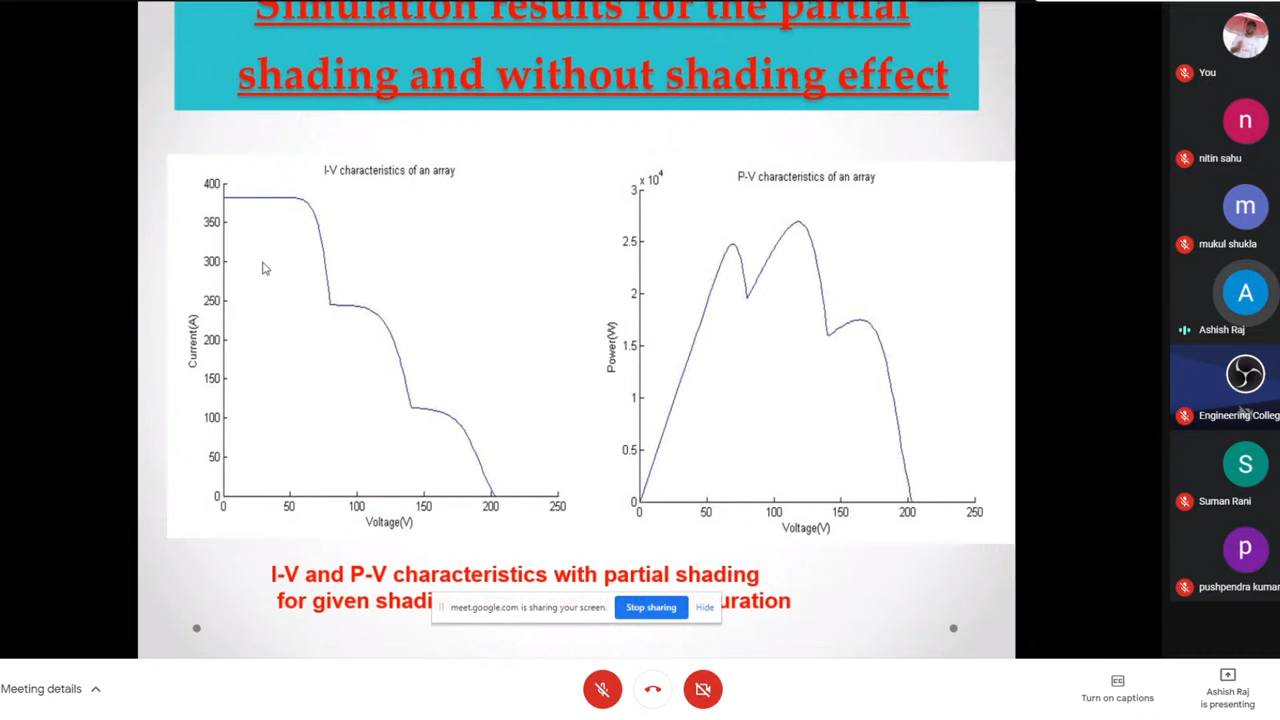 Simulation results for the partial
shading and without shading effect
I-V characteristics of an array
400
350
300
250
200
150
100
50
0
Current(A)
0 50 100 150 200 250
Voltage(V)
x 10^4
P-V characteristics of an array
3
2.5
2
1.5
1
0.5
0
Power(W)
0 50 100 150 200 250
Voltage(V)
I-V and P-V characteristics with partial shading
for given shadi uration
meet.google.com is sharing your screen. Stop sharing Hide
You
n
nitin sahu
m
mukul shukla
A
Ashish Raj
Engineering Colleg
S
Suman Rani
p
pushpendra kumar
Meeting details
Turn on captions
Ashish Raj
is presenting